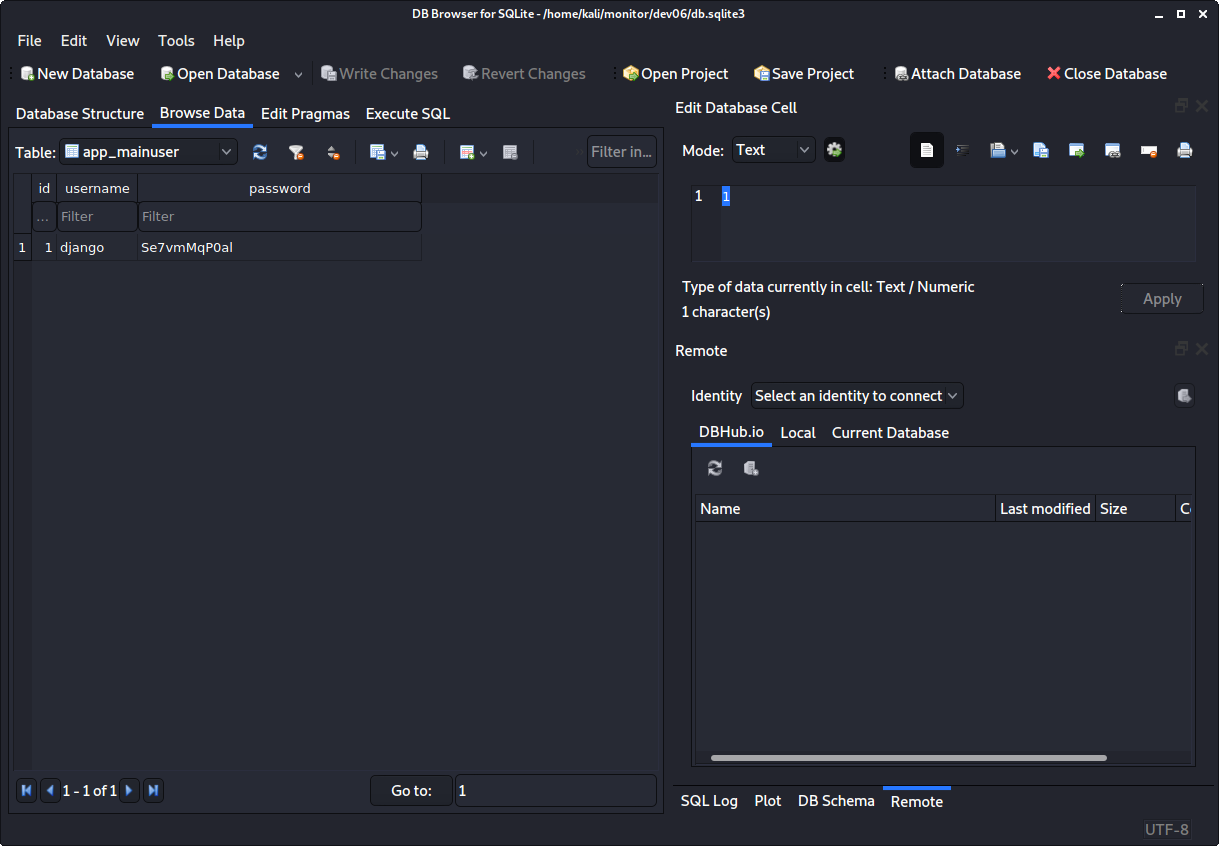 DB Browser for SQLite - /home/kali/monitor/dev06/db.sqlite3
File Edit View Tools Help
New Database Open Database Write Changes Revert Changes Open Project Save Project Attach Database Close Database
Database Structure Browse Data Edit Pragmas Execute SQL
Table: app_mainuser Filter in...
id username password
... Filter Filter
1 1 django Se7vmMqP0al
1 - 1 of 1 Go to: 1
Edit Database Cell
Mode: Text
1 1
Type of data currently in cell: Text / Numeric
1 character(s)
Apply
Remote
Identity Select an identity to connect
DBHub.io Local Current Database
Name Last modified Size
SQL Log Plot DB Schema Remote
UTF-8